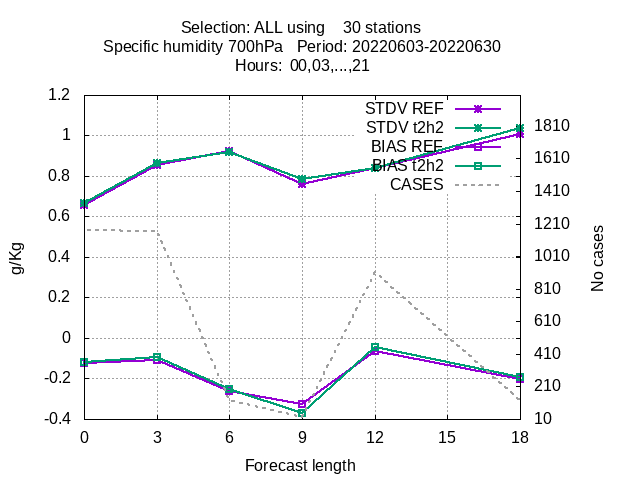 Selection: ALL using    30 stations
Specific humidity 700hPa   Period: 20220603-20220630
Hours: 00,03,...,21
STDV REF
STDV t2h2
BIAS REF
BIAS t2h2
CASES
1.2
1
0.8
0.6
0.4
0.2
0
-0.2
-0.4
g/Kg
1810
1610
1410
1210
1010
810
610
410
210
10
No cases
0 3 6 9 12 15 18
Forecast length